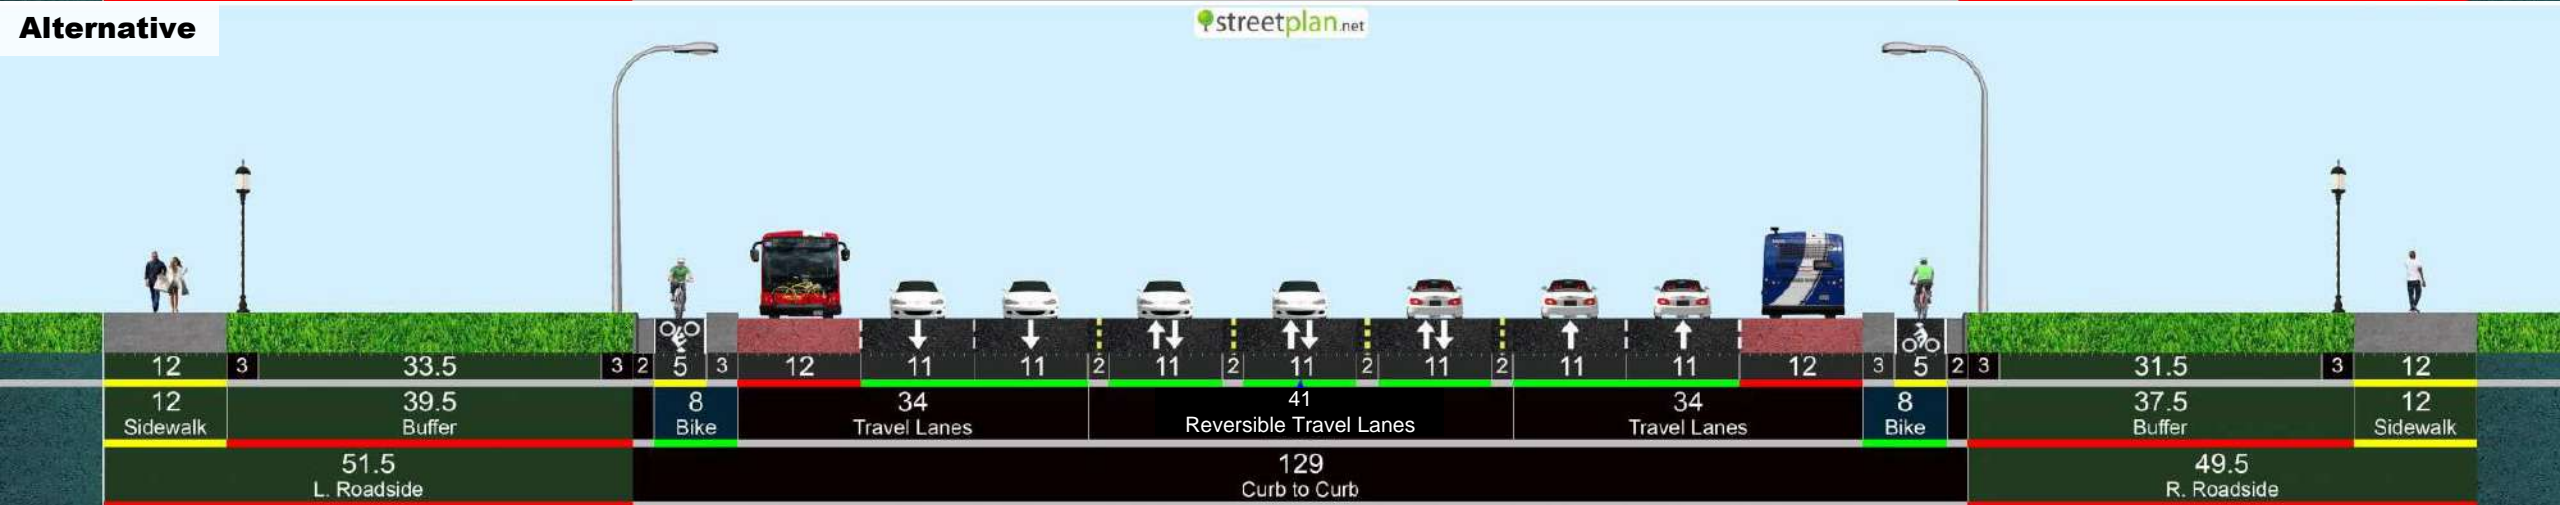 Alternative
streetplan.net
12 3 33.5 3 2 5 3 12 11 11 2 11 2 11 2 11 2 11 11 12 3 5 2 3 31.5 3 12
12 39.5 8 34 41 34 8 37.5 12
Sidewalk Buffer Bike Travel Lanes Reversible Travel Lanes Travel Lanes Bike Buffer Sidewalk
51.5 129 49.5
L. Roadside Curb to Curb R. Roadside